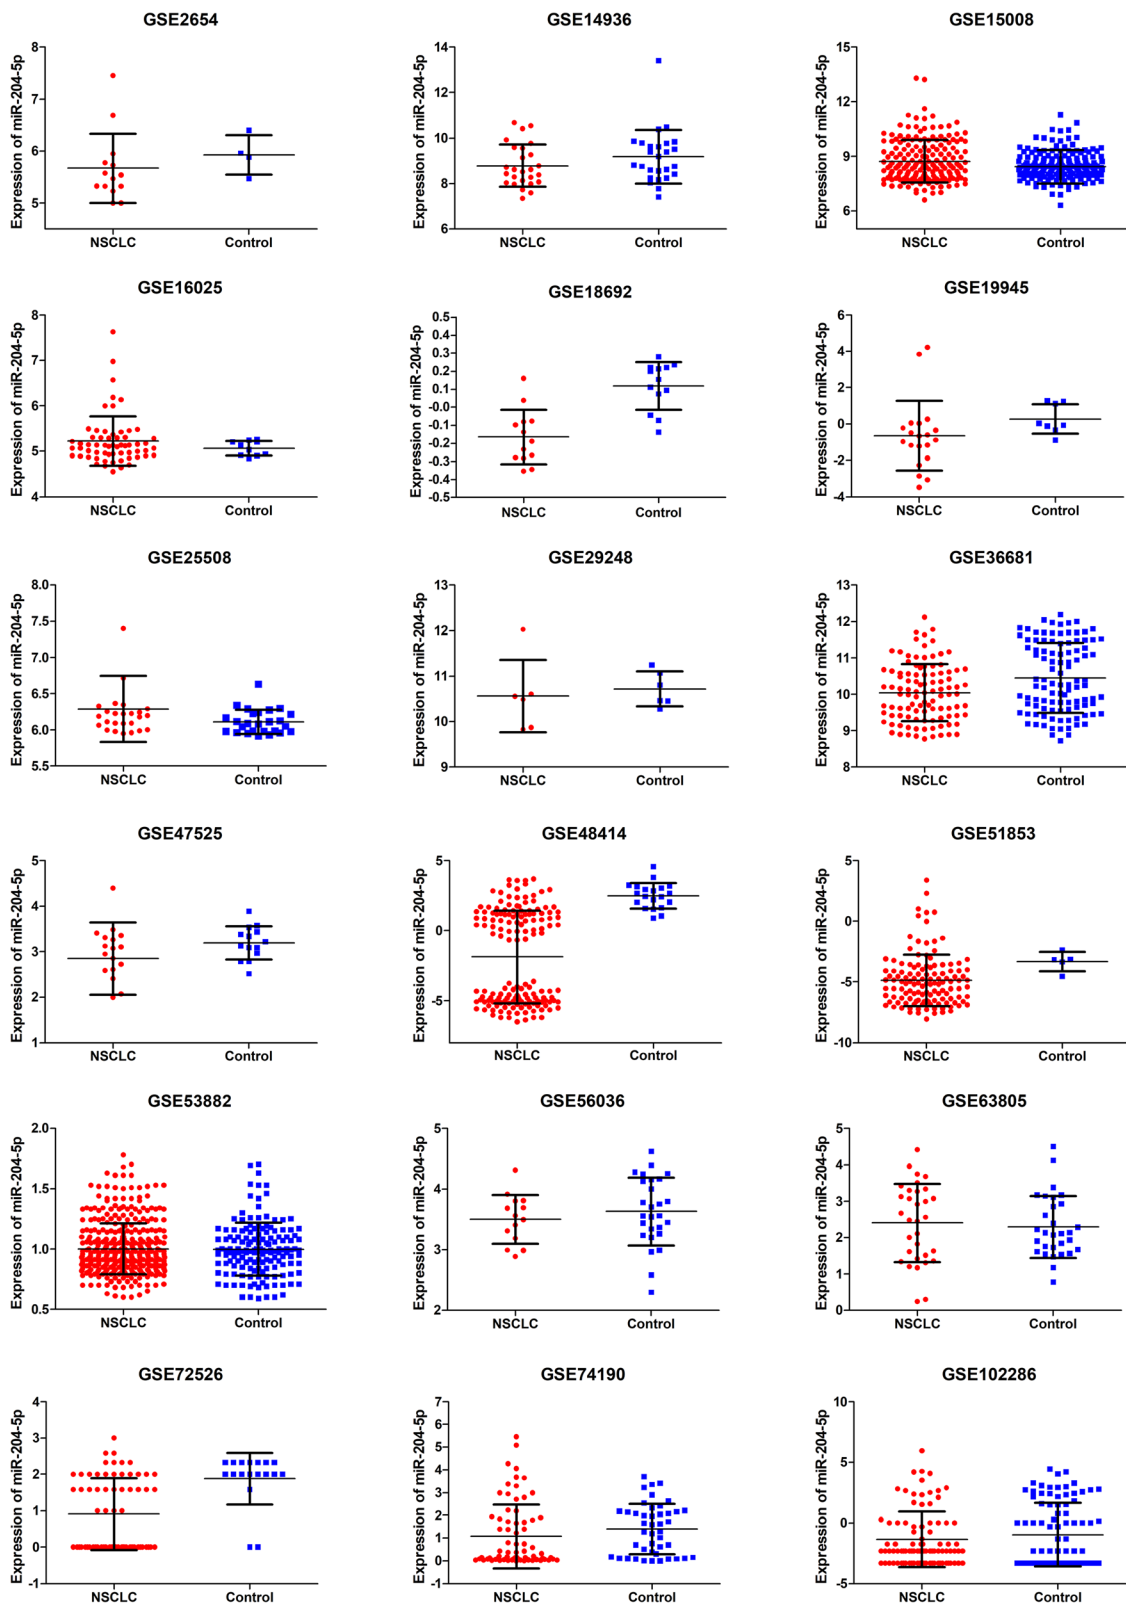 GSE2654
GSE14936
GSE15008
Expression of miR-204-5p
8
7
6
5
NSCLC
Control
Expression of miR-204-5p
14
12
10
8
6
NSCLC
Control
Expression of miR-204-5p
15
12
9
6
NSCLC
Control
GSE16025
GSE18692
GSE19945
Expression of miR-204-5p
8
7
6
5
4
NSCLC
Control
Expression of miR-204-5p
0.5
0.4
0.3
0.2
0.1
-0.0
-0.1
-0.2
-0.3
-0.4
-0.5
NSCLC
Control
Expression of miR-204-5p
6
4
2
0
-2
-4
NSCLC
Control
GSE25508
GSE29248
GSE36681
Expression of miR-204-5p
8.0
7.5
7.0
6.5
6.0
5.5
NSCLC
Control
Expression of miR-204-5p
13
12
11
10
9
NSCLC
Control
Expression of miR-204-5p
13
12
11
10
9
8
NSCLC
Control
GSE47525
GSE48414
GSE51853
Expression of miR-204-5p
5
4
3
2
1
NSCLC
Control
Expression of miR-204-5p
5
0
-5
NSCLC
Control
Expression of miR-204-5p
5
0
-5
-10
NSCLC
Control
GSE53882
GSE56036
GSE63805
Expression of miR-204-5p
2.0
1.5
1.0
0.5
NSCLC
Control
Expression of miR-204-5p
5
4
3
2
NSCLC
Control
Expression of miR-204-5p
5
4
3
2
1
0
NSCLC
Control
GSE72526
GSE74190
GSE102286
Expression of miR-204-5p
4
3
2
1
0
-1
NSCLC
Control
Expression of miR-204-5p
7
6
5
4
3
2
1
0
-1
NSCLC
Control
Expression of miR-204-5p
10
5
0
-5
NSCLC
Control